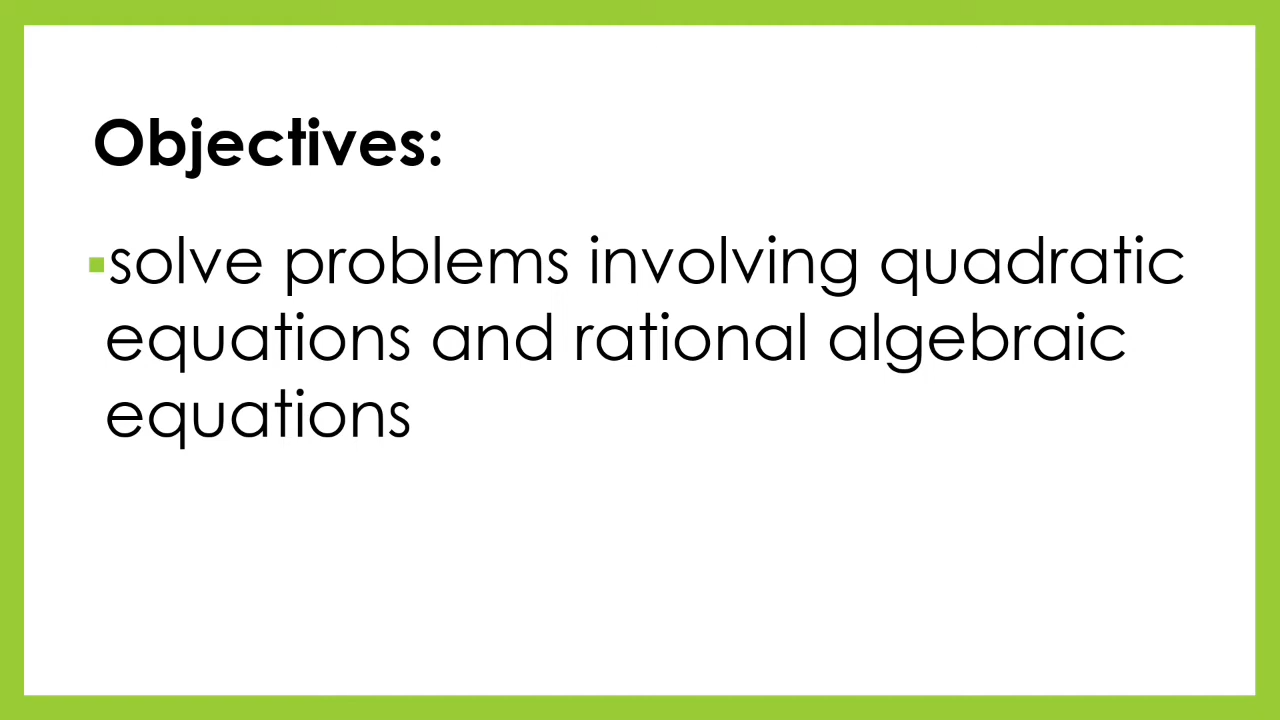 Objectives:
▪solve problems involving quadratic
equations and rational algebraic
equations